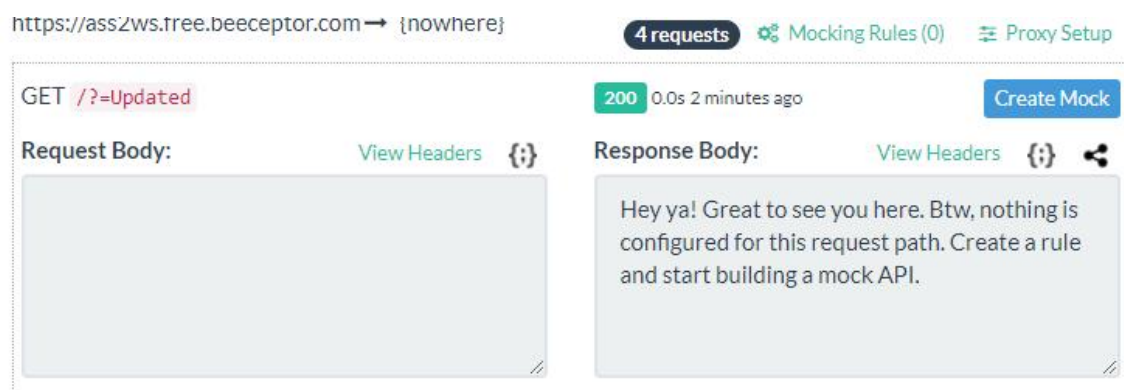 https://ass2ws.free.beeceptor.com→ {nowhere}
4 requests Mocking Rules (0) Proxy Setup
GET /?=Updated
200 0.0s 2 minutes ago Create Mock
Request Body: View Headers {;}
Response Body: View Headers {;}
Hey ya! Great to see you here. Btw, nothing is
configured for this request path. Create a rule
and start building a mock API.